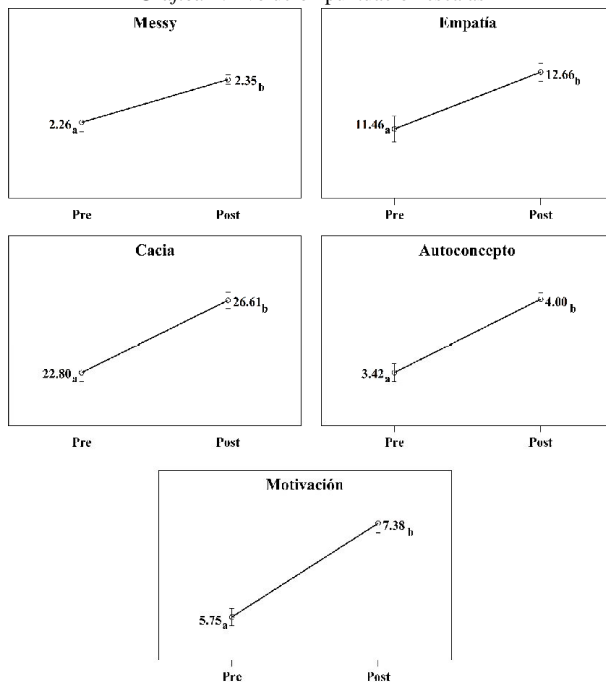 Messy
2.26a
2.35b
Pre Post
Empatía
11.46a
12.66b
Pre Post
Cacia
22.80a
26.61b
Pre Post
Autoconcepto
3.42a
4.00b
Pre Post
Motivación
5.75a
7.38b
Pre Post